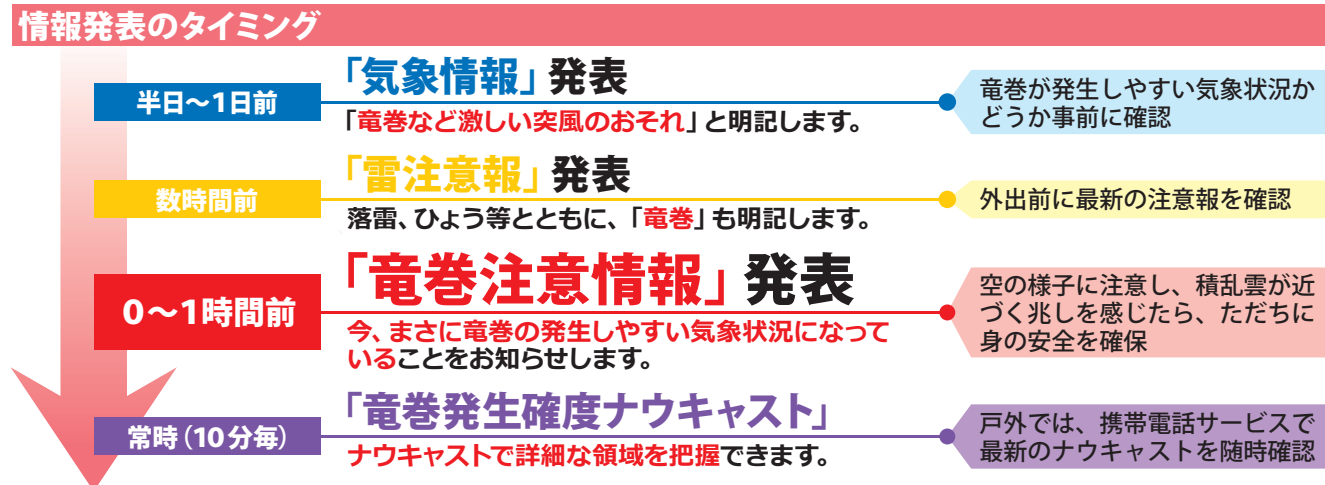 情報発表のタイミング
半日～1日前
「気象情報」発表
「竜巻など激しい突風のおそれ」と明記します。
竜巻が発生しやすい気象状況か
どうか事前に確認
数時間前
「雷注意報」発表
落雷、ひょう等とともに、「竜巻」も明記します。
外出前に最新の注意報を確認
0～1時間前
「竜巻注意情報」発表
今、まさに竜巻の発生しやすい気象状況になって
いることをお知らせします。
空の様子に注意し、積乱雲が近
づく兆しを感じたら、ただちに
身の安全を確保
常時（10分毎）
「竜巻発生確度ナウキャスト」
ナウキャストで詳細な領域を把握できます。
戸外では、携帯電話サービスで
最新のナウキャストを随時確認